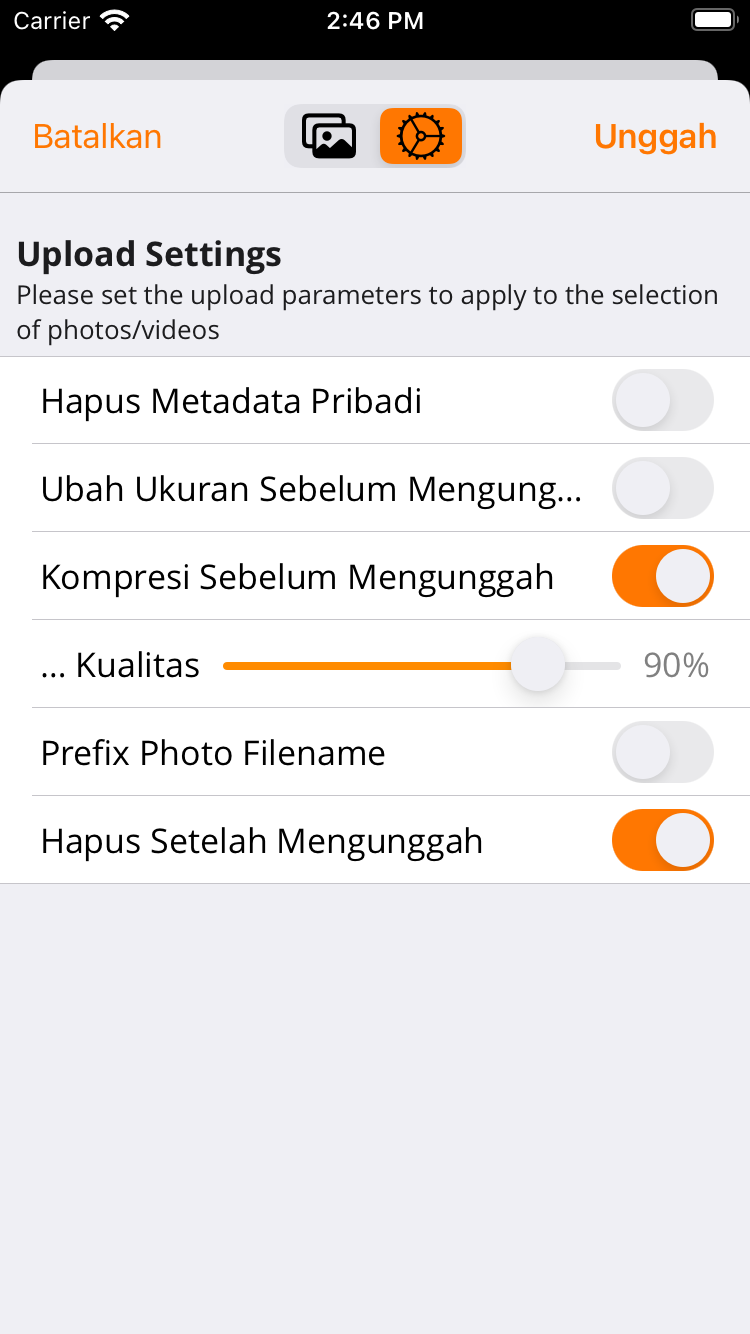 Carrier 2:46 PM
Batalkan Unggah
Upload Settings
Please set the upload parameters to apply to the selection
of photos/videos
Hapus Metadata Pribadi
Ubah Ukuran Sebelum Mengung...
Kompresi Sebelum Mengunggah
... Kualitas 90%
Prefix Photo Filename
Hapus Setelah Mengunggah